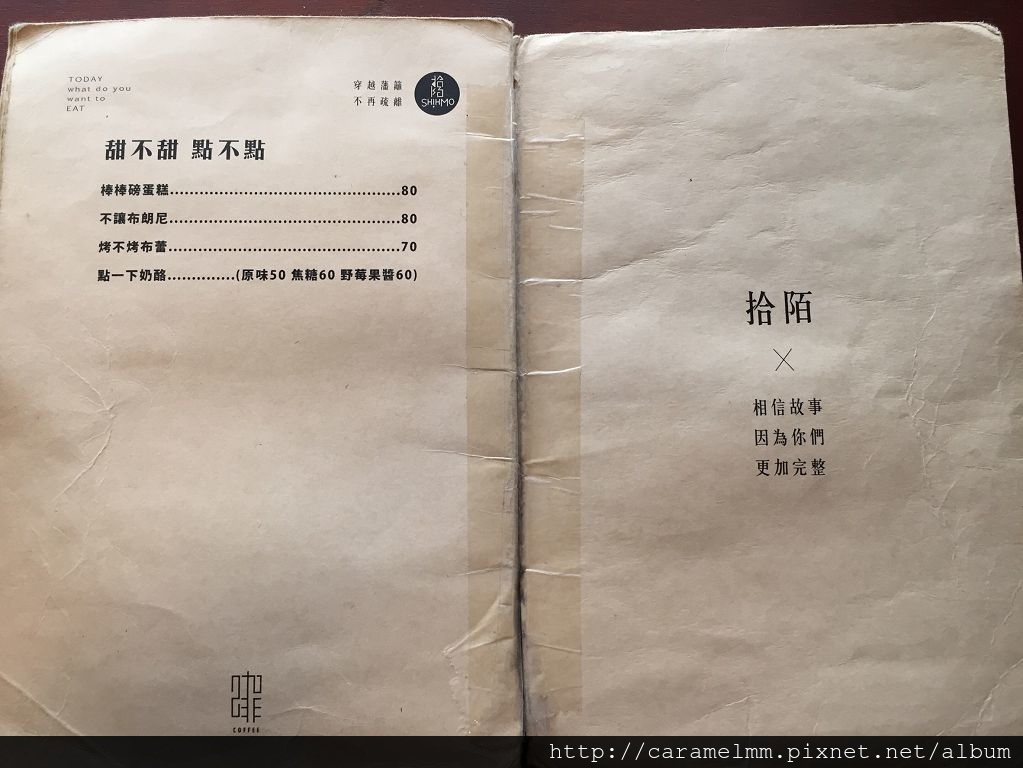 TODAY
what do you
want to
EAT
穿越藩籬
不再疏離
拾陌
SHIHMO
甜不甜 點不點
棒棒磅蛋糕..............................................80
不讓布朗尼..............................................80
烤不烤布蕾..............................................70
點一下奶酪..............(原味50 焦糖60 野莓果醬60)
咖啡
COFFEE
拾陌
X
相信故事
因為你們
更加完整
http://caramelmm.pixnet.net/album